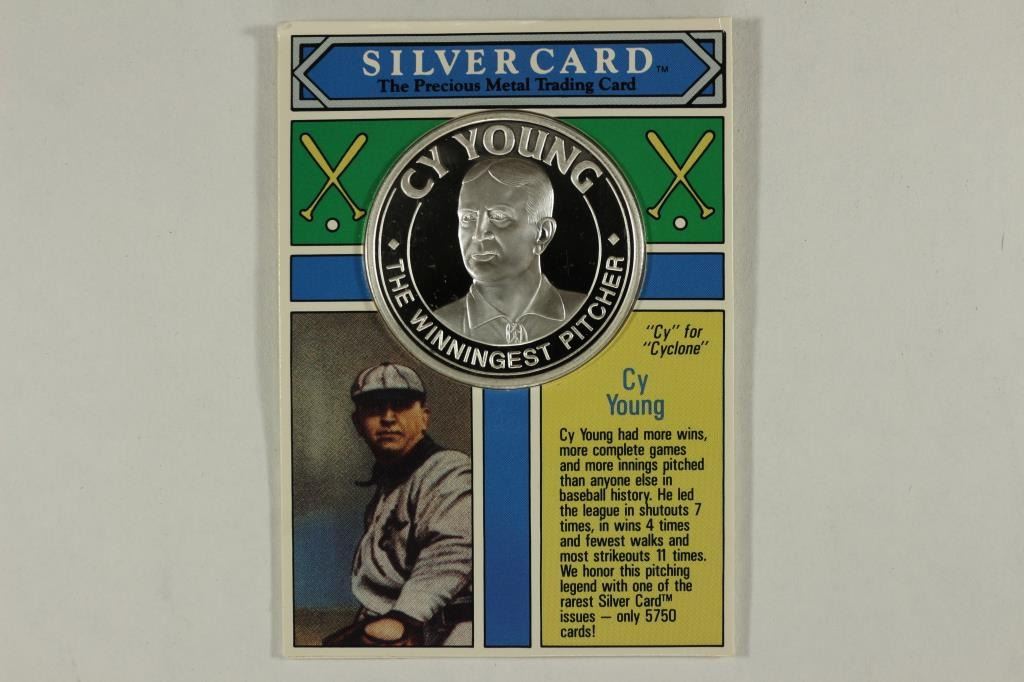 SILVER CARD™
The Precious Metal Trading Card
CY YOUNG
THE WINNINGEST PITCHER
"Cy" for
"Cyclone"
Cy
Young
Cy Young had more wins,
more complete games
and more innings pitched
than anyone else in
baseball history. He led
the league in shutouts 7
times, in wins 4 times
and fewest walks and
most strikeouts 11 times.
We honor this pitching
legend with one of the
rarest Silver Card™
issues — only 5750
cards!